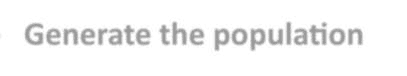 Generate the population